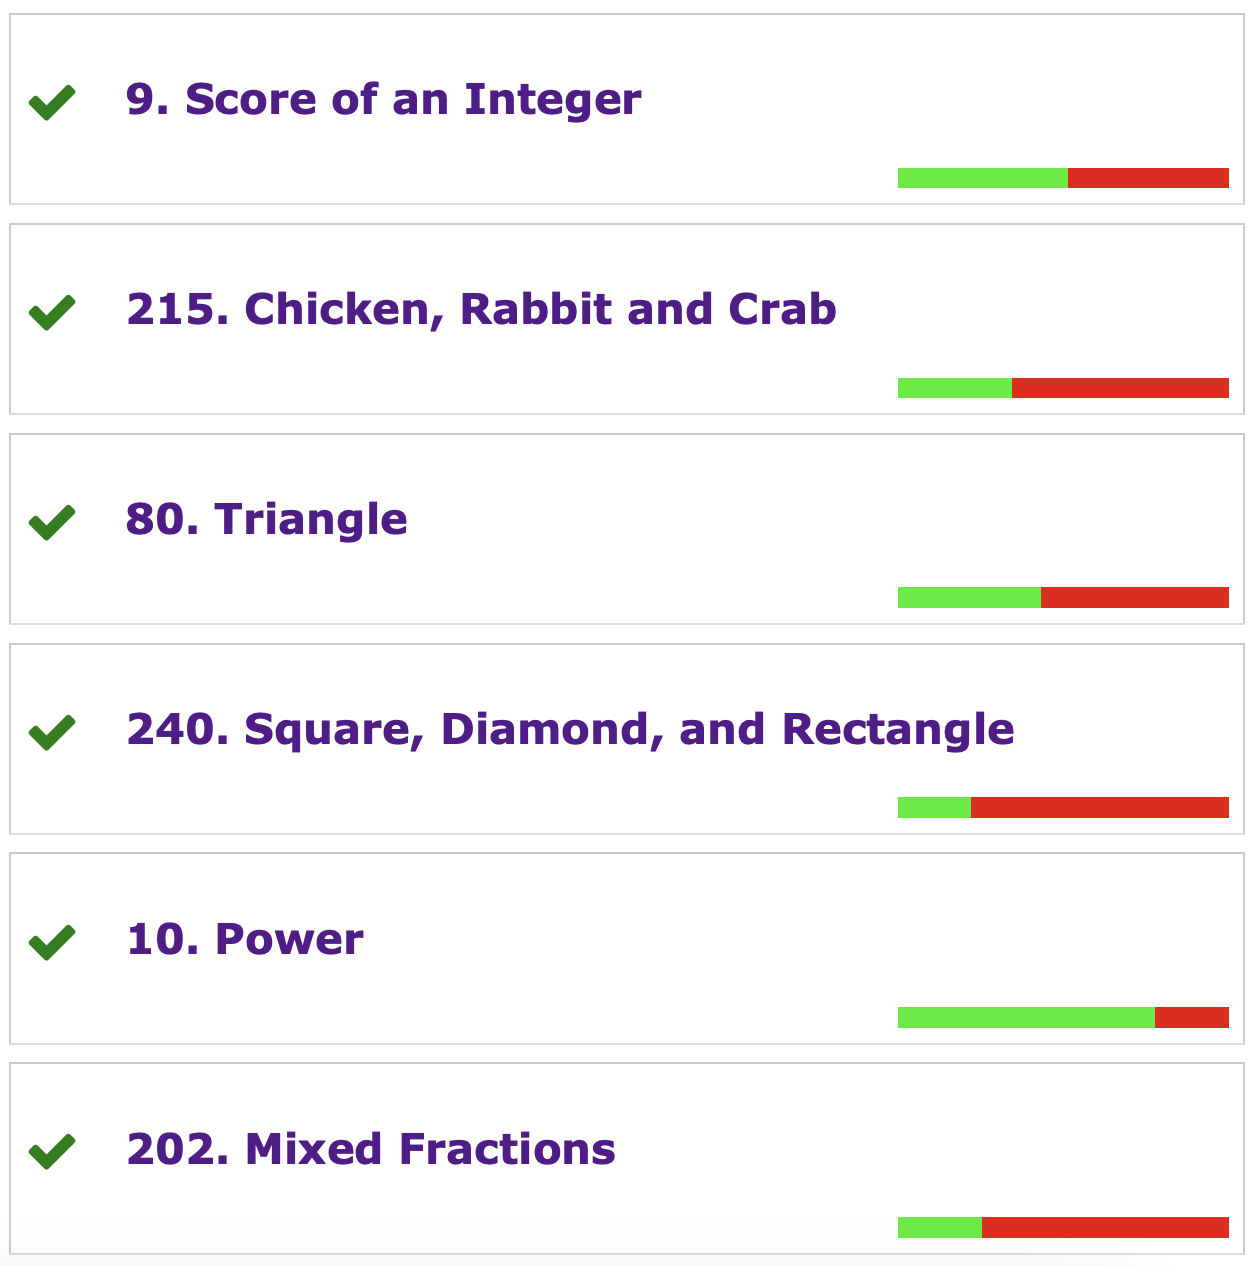 9. Score of an Integer
215. Chicken, Rabbit and Crab
80. Triangle
240. Square, Diamond, and Rectangle
10. Power
202. Mixed Fractions